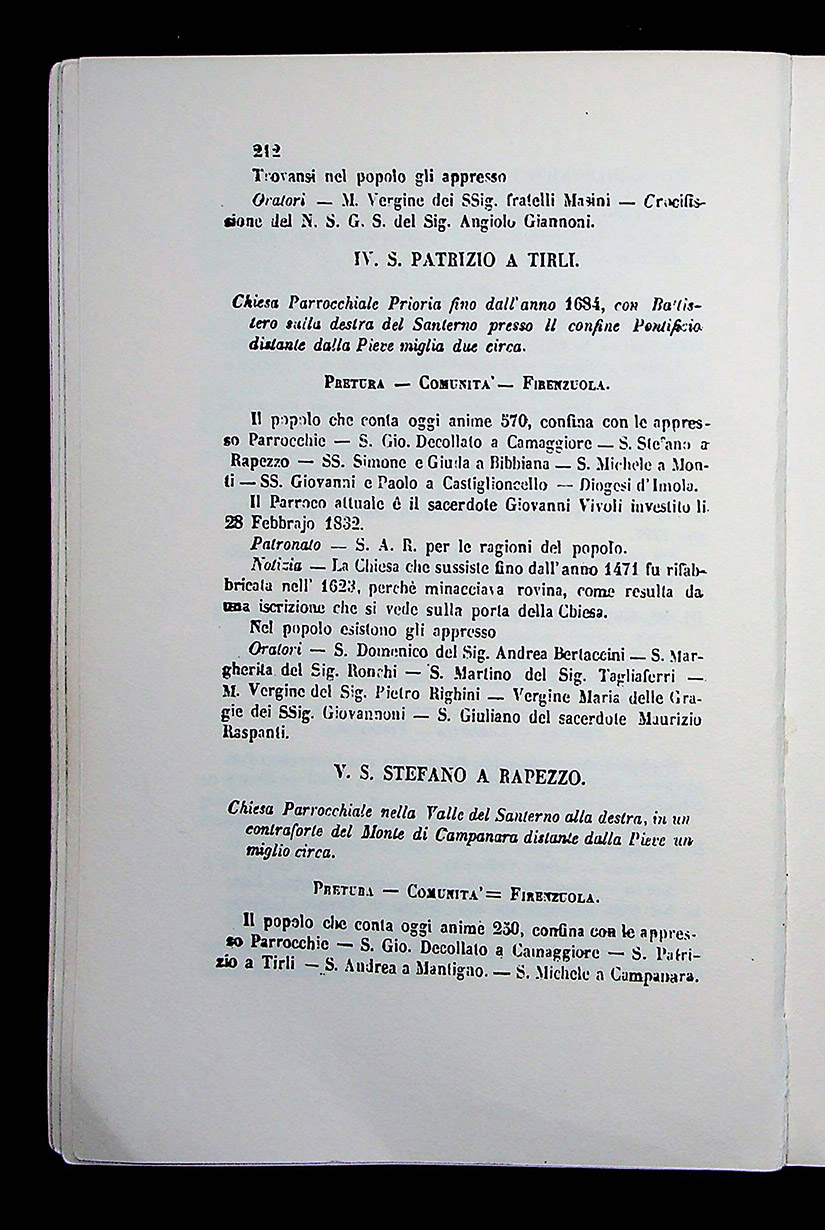 212
Trovansi nel popolo gli appresso
Oratori — M. Vergine dei SSig. fratelli Masini — Crocifis-
sione del N. S. G. S. del Sig. Angiolo Giannoni.
IV. S. PATRIZIO A TIRLI.
Chiesa Parrocchiale Prioria fino dall'anno 1684, con Battis-
tero sulla destra del Santerno presso Il confine Pontificio
distante dalla Pieve miglia due circa.
PRETURA — COMUNITA' — FIRENZUOLA.
Il popolo che conta oggi anime 570, confina con le appres-
so Parrocchie — S. Gio. Decollato a Camaggiore — S. Stefano a
Rapezzo — SS. Simone e Giuda a Bibbiana — S. Michele a Mon-
ti — SS. Giovanni e Paolo a Castiglioncello — Diogesi d'Imola.
Il Parroco attuale è il sacerdote Giovanni Vivoli investito li
28 Febbrajo 1832.
Patronato — S. A. R. per le ragioni del popolo.
Notizia — La Chiesa che sussiste fino dall'anno 1471 fu rifab-
bricata nell' 1623, perchè minacciava rovina, come resulta da
una iscrizione che si vede sulla porta della Chiesa.
Nel popolo esistono gli appresso
Oratori — S. Domenico del Sig. Andrea Bertaccini — S. Mar-
gherita del Sig. Ronchi — S. Martino del Sig. Tagliaferri —
M. Vergine del Sig. Pietro Righini — Vergine Maria delle Gra-
gie dei SSig. Giovannoni — S. Giuliano del sacerdote Maurizio
Raspanti.
V. S. STEFANO A RAPEZZO.
Chiesa Parrocchiale nella Valle del Santerno alla destra, in un
contraforte del Monte di Campanara distante dalla Pieve un
miglio circa.
PRETURA — COMUNITA' = FIRENZUOLA.
Il popolo che conta oggi anime 250, confina con le appres-
so Parrocchie — S. Gio. Decollato a Camaggiore — S. Patri-
zio a Tirli — S. Andrea a Mantigno. — S. Michele a Campanara.